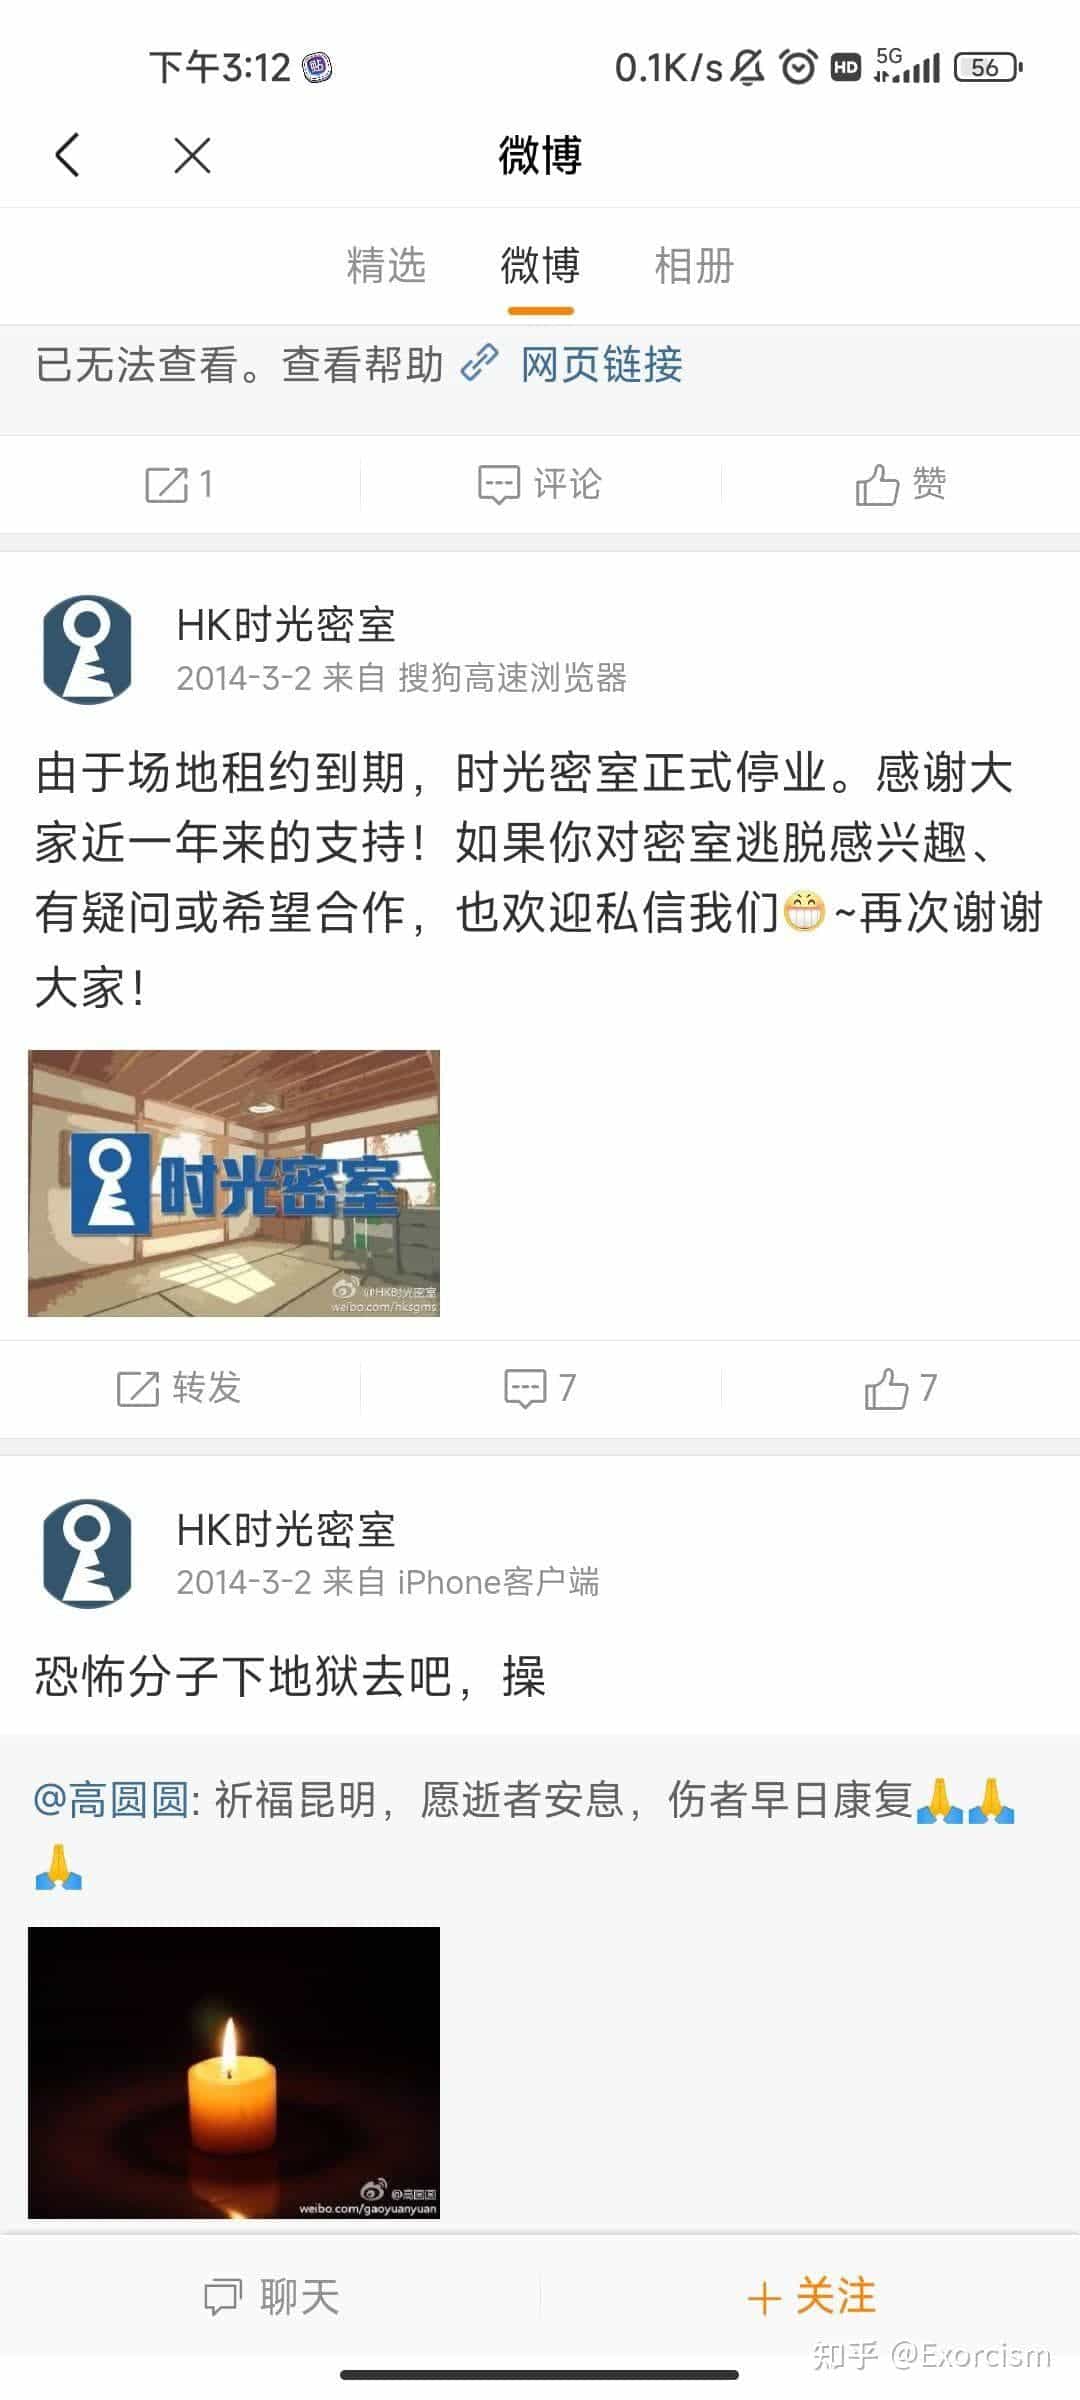 下午3:12
0.1K/s HD 5G 56
微博
精选 微博 相册
已无法查看。查看帮助 网页链接
1 评论 赞
HK时光密室
2014-3-2 来自 搜狗高速浏览器
由于场地租约到期，时光密室正式停业。感谢大
家近一年来的支持！如果你对密室逃脱感兴趣、
有疑问或希望合作，也欢迎私信我们😁~再次谢谢
大家！
时光密室
@HK时光密室
weibo.com/hksgms
转发 7 7
HK时光密室
2014-3-2 来自 iPhone客户端
恐怖分子下地狱去吧，操
@高圆圆: 祈福昆明，愿逝者安息，伤者早日康复🙏🙏
🙏
@高圆圆
weibo.com/gaoyuanyuan
聊天 +关注
知乎 @Exorcism